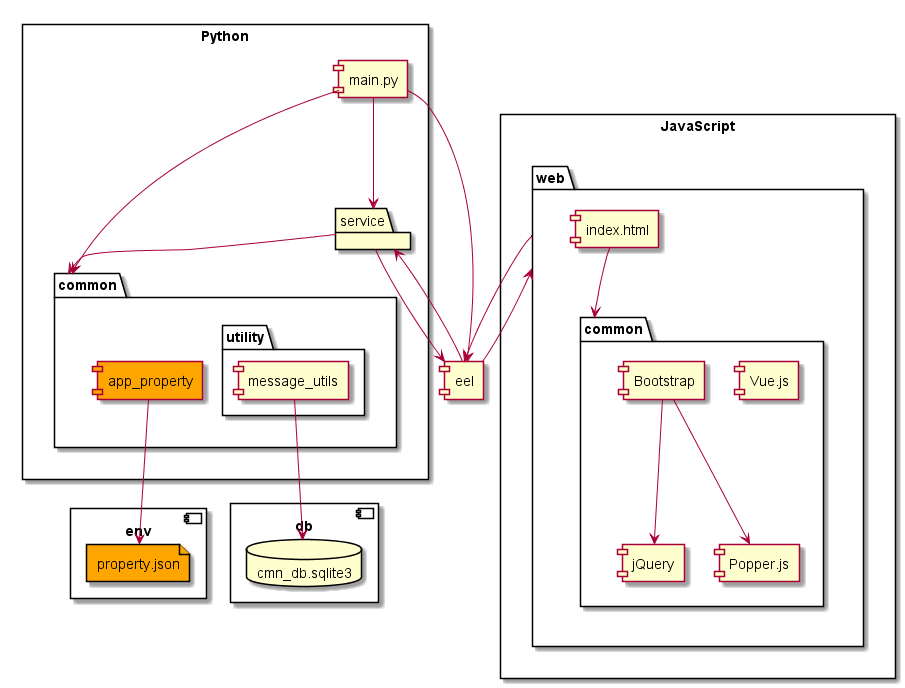 Python
main.py
JavaScript
web
service
index.html
common
common
utility
app_property
message_utils
eel
Bootstrap
Vue.js
env
db
property.json
cmn_db.sqlite3
jQuery
Popper.js